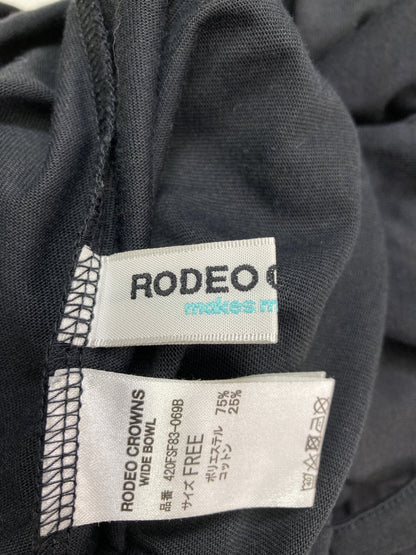 RODEO C
makes m
RODEO CROWNS
WIDE BOWL
品番 420FSF83-069B
サイズ FREE
ポリエステル 75%
コットン 25%